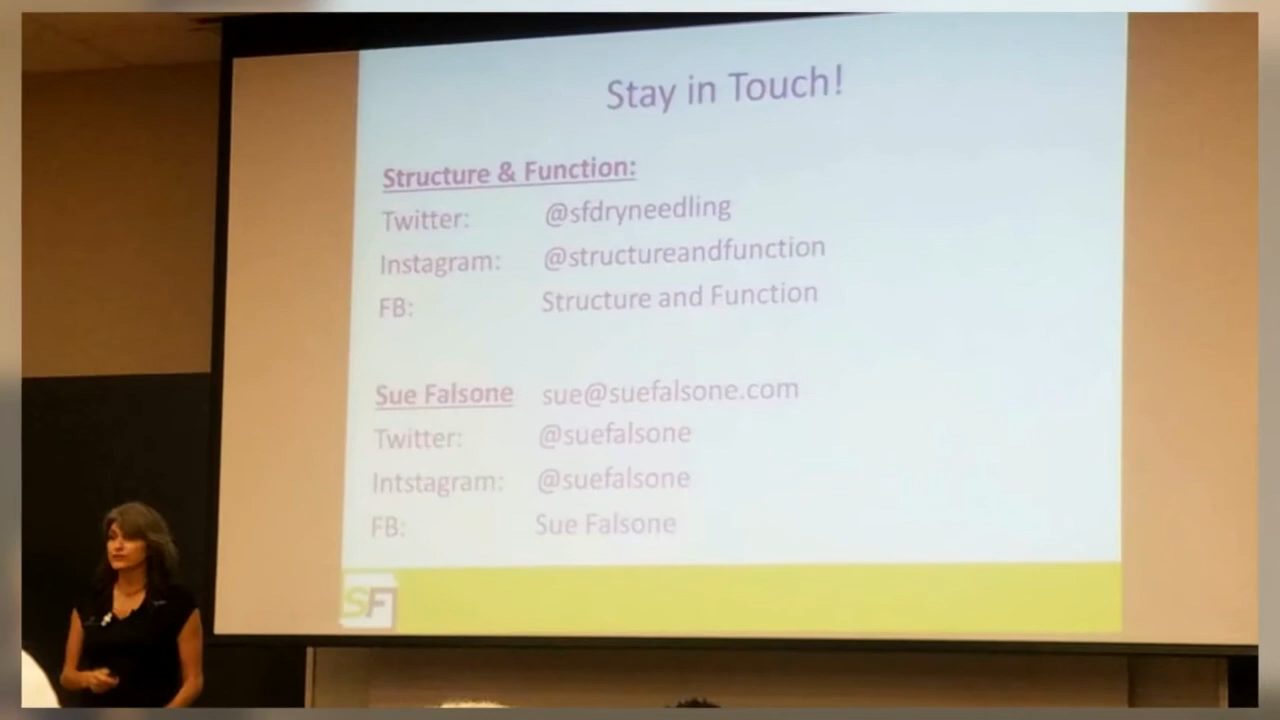 Stay in Touch!
Structure & Function:
Twitter: @sfdryneedling
Instagram: @structureandfunction
FB: Structure and Function
Sue Falsone sue@suefalsone.com
Twitter: @suefalsone
Intstagram: @suefalsone
FB: Sue Falsone
SF